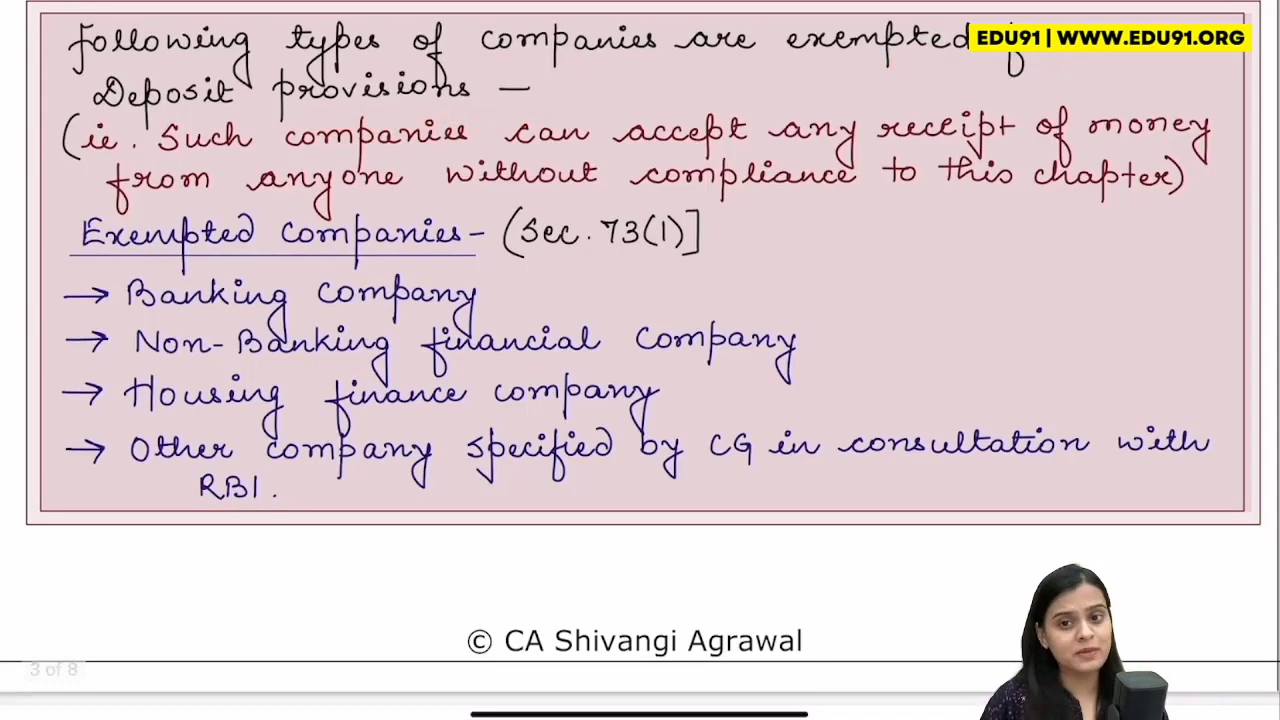 Following types of companies are exempted
EDU91 | WWW.EDU91.ORG
Deposit provisions —
(ie. Such companies can accept any receipt of money
from anyone without compliance to this chapter)
Exempted companies - (Sec. 73(1)]
→ Banking company
→ Non-Banking financial company
→ Housing finance company
→ Other company specified by CG in consultation with
RBI.
© CA Shivangi Agrawal
3 of 8